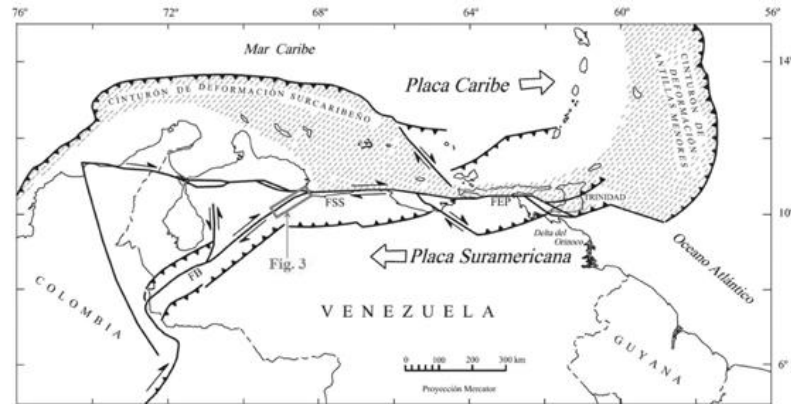 76° 72° 68° 64° 60° 56°
Mar Caribe
14°
Placa Caribe
CINTURÓN DE DEFORMACIÓN SURCARIBEÑO
CINTURÓN DE
DEFORMACIÓN
ANTILLAS MENORES
FSS
FEP
TRINIDAD
10°
Delta del
Orinoco
Placa Suramericana
Oceano Atlántico
FB
Fig. 3
COLOMBIA
VENEZUELA
GUYANA
0 100 200 300 km
Proyección Mercator
6°